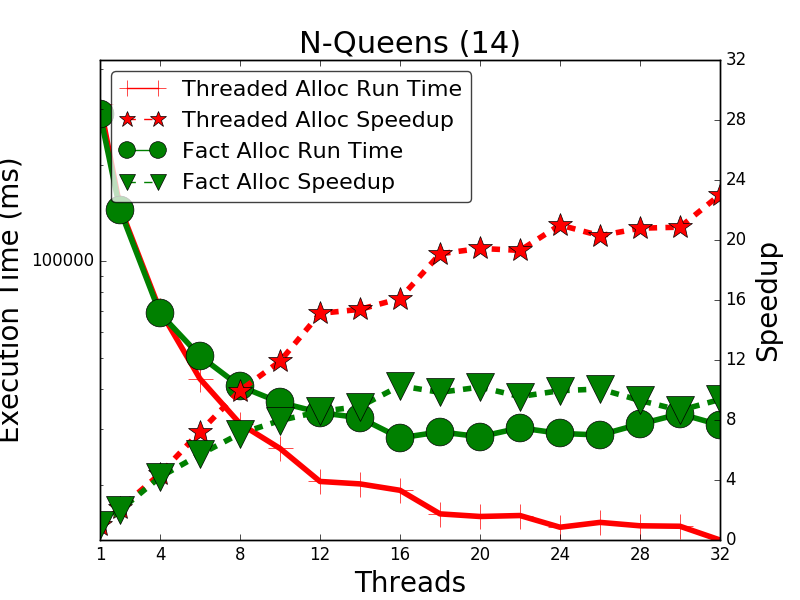 N-Queens (14)
Threaded Alloc Run Time
Threaded Alloc Speedup
Fact Alloc Run Time
Fact Alloc Speedup
Execution Time (ms)
100000
32
28
24
20
16
12
8
4
0
Speedup
1 4 8 12 16 20 24 28 32
Threads